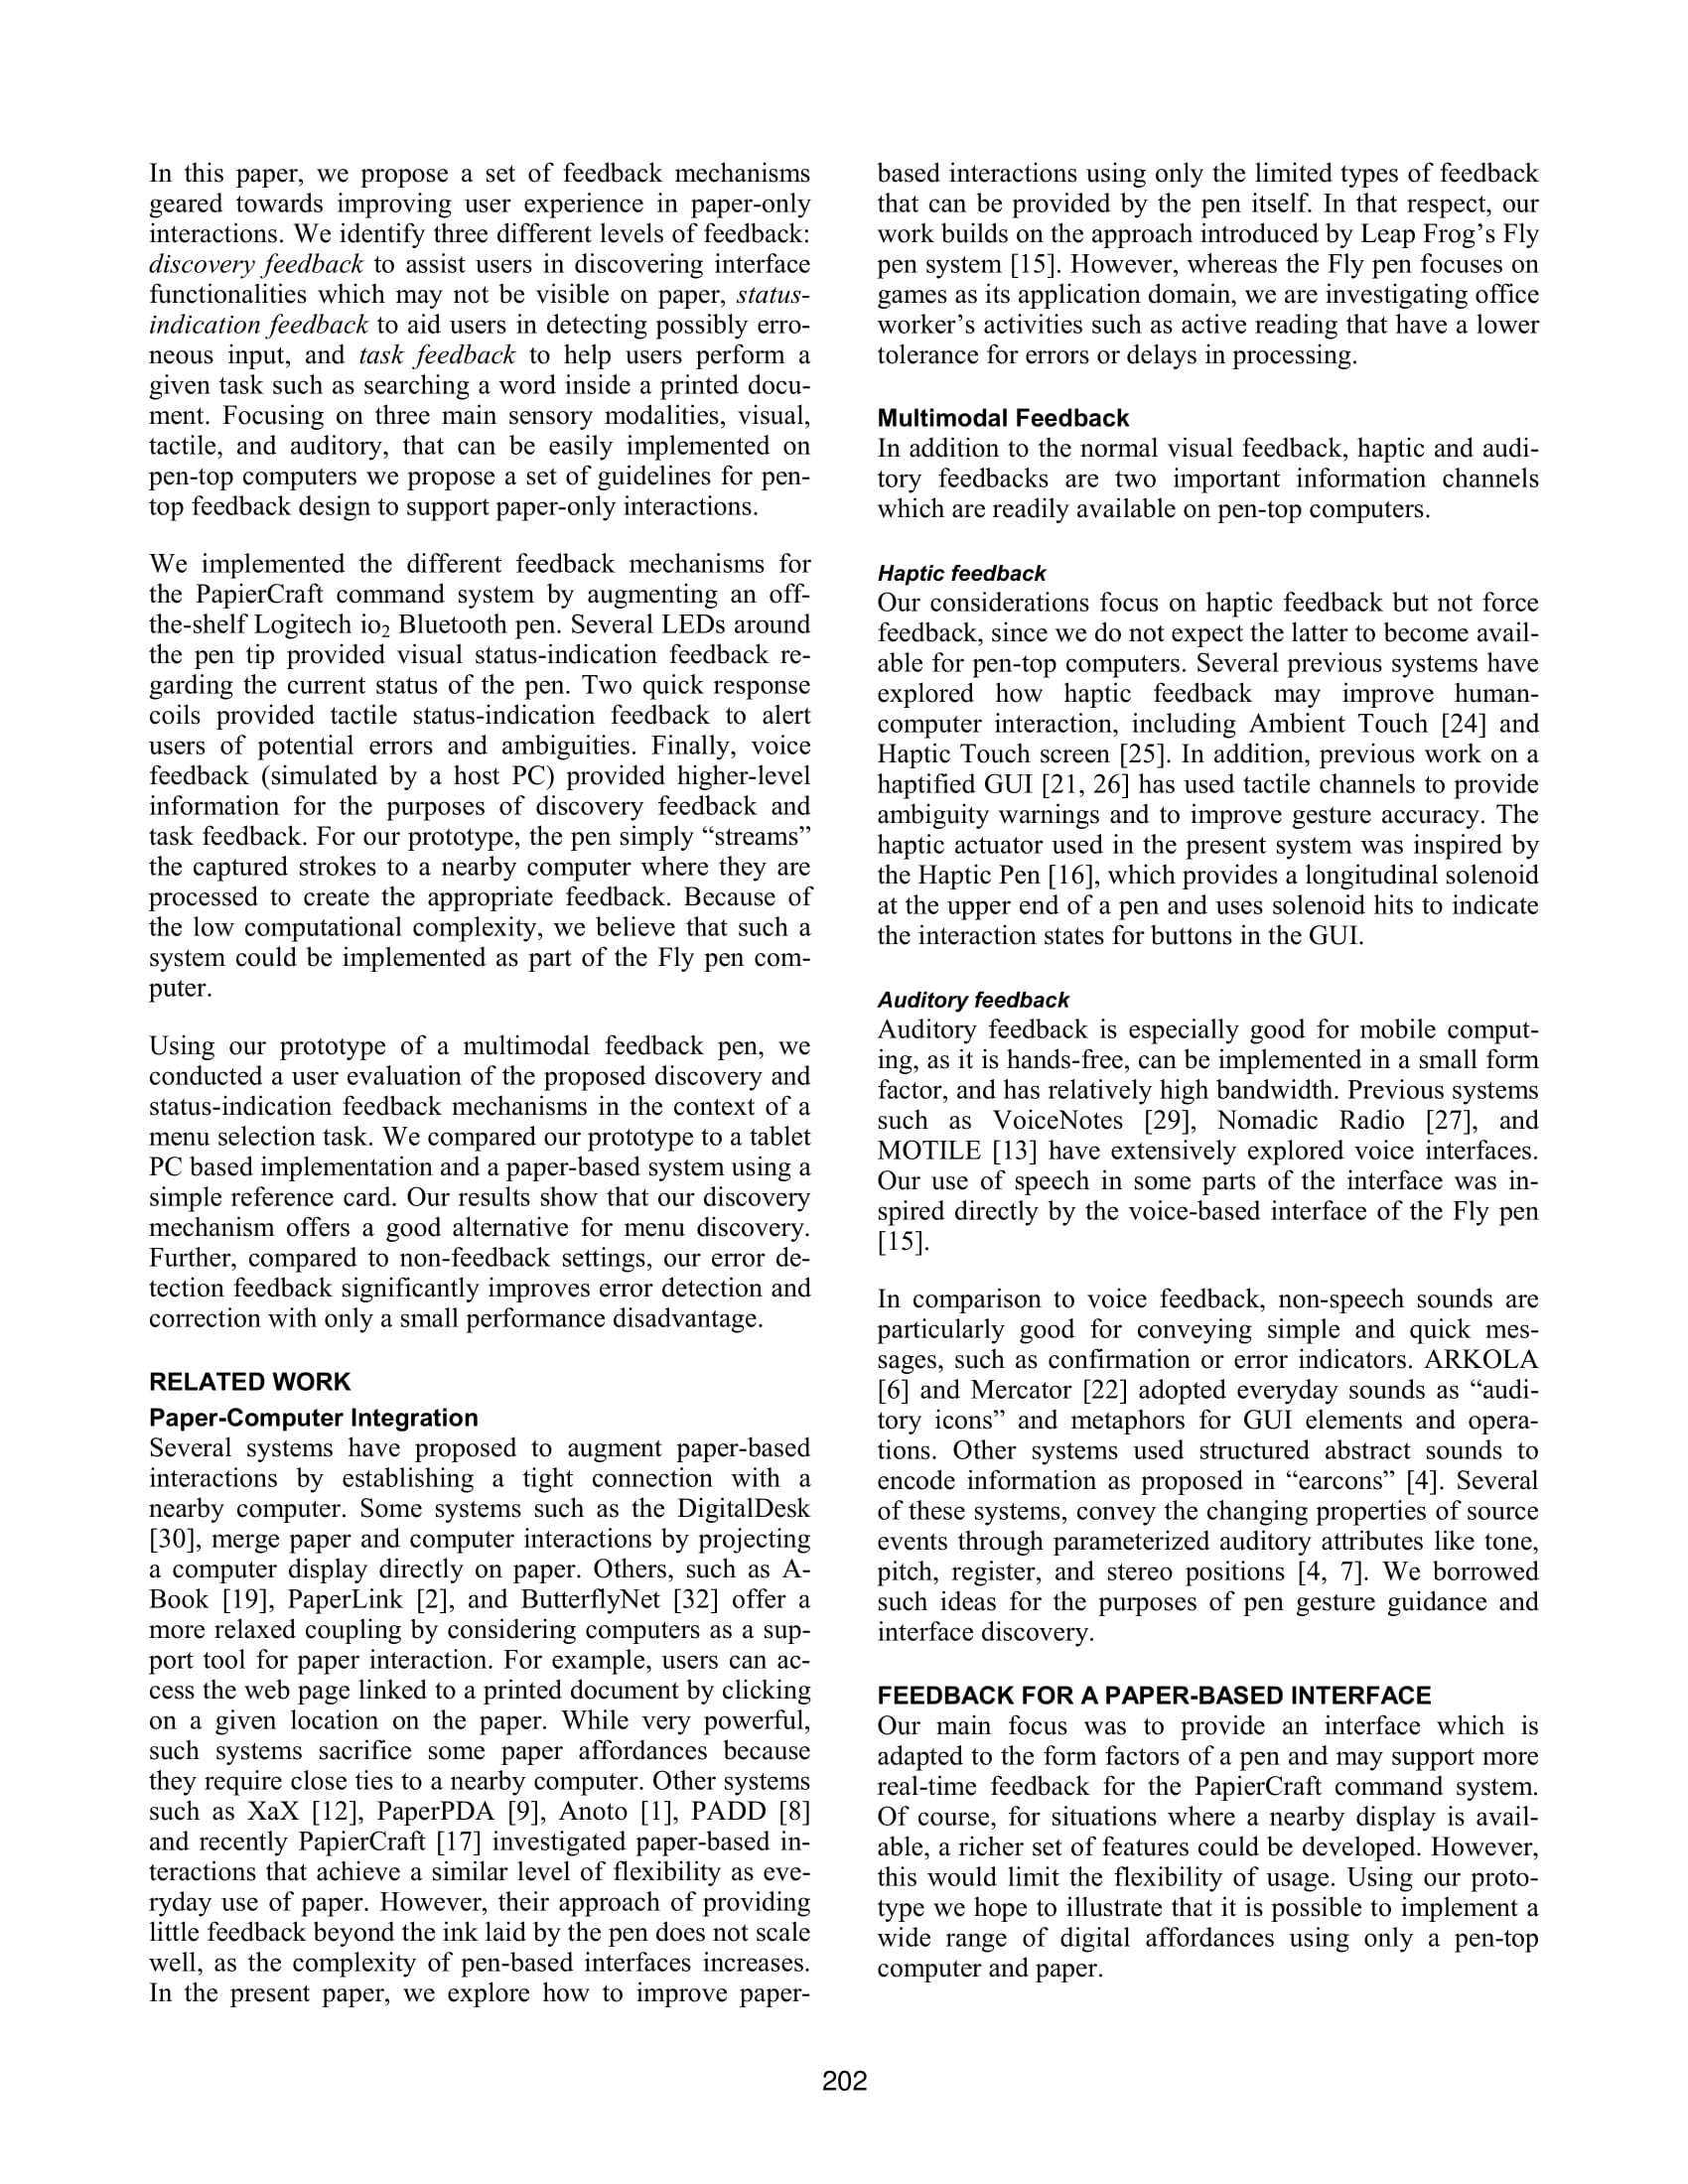 In this paper, we propose a set of feedback mechanisms
geared towards improving user experience in paper-only
interactions. We identify three different levels of feedback:
discovery feedback to assist users in discovering interface
functionalities which may not be visible on paper, status-
indication feedback to aid users in detecting possibly erro-
neous input, and task feedback to help users perform a
given task such as searching a word inside a printed docu-
ment. Focusing on three main sensory modalities, visual,
tactile, and auditory, that can be easily implemented on
pen-top computers we propose a set of guidelines for pen-
top feedback design to support paper-only interactions.
We implemented the different feedback mechanisms for
the PapierCraft command system by augmenting an off-
the-shelf Logitech io₂ Bluetooth pen. Several LEDs around
the pen tip provided visual status-indication feedback re-
garding the current status of the pen. Two quick response
coils provided tactile status-indication feedback to alert
users of potential errors and ambiguities. Finally, voice
feedback (simulated by a host PC) provided higher-level
information for the purposes of discovery feedback and
task feedback. For our prototype, the pen simply “streams”
the captured strokes to a nearby computer where they are
processed to create the appropriate feedback. Because of
the low computational complexity, we believe that such a
system could be implemented as part of the Fly pen com-
puter.
Using our prototype of a multimodal feedback pen, we
conducted a user evaluation of the proposed discovery and
status-indication feedback mechanisms in the context of a
menu selection task. We compared our prototype to a tablet
PC based implementation and a paper-based system using a
simple reference card. Our results show that our discovery
mechanism offers a good alternative for menu discovery.
Further, compared to non-feedback settings, our error de-
tection feedback significantly improves error detection and
correction with only a small performance disadvantage.
RELATED WORK
Paper-Computer Integration
Several systems have proposed to augment paper-based
interactions by establishing a tight connection with a
nearby computer. Some systems such as the DigitalDesk
[30], merge paper and computer interactions by projecting
a computer display directly on paper. Others, such as A-
Book [19], PaperLink [2], and ButterflyNet [32] offer a
more relaxed coupling by considering computers as a sup-
port tool for paper interaction. For example, users can ac-
cess the web page linked to a printed document by clicking
on a given location on the paper. While very powerful,
such systems sacrifice some paper affordances because
they require close ties to a nearby computer. Other systems
such as XaX [12], PaperPDA [9], Anoto [1], PADD [8]
and recently PapierCraft [17] investigated paper-based in-
teractions that achieve a similar level of flexibility as eve-
ryday use of paper. However, their approach of providing
little feedback beyond the ink laid by the pen does not scale
well, as the complexity of pen-based interfaces increases.
In the present paper, we explore how to improve paper-
based interactions using only the limited types of feedback
that can be provided by the pen itself. In that respect, our
work builds on the approach introduced by Leap Frog’s Fly
pen system [15]. However, whereas the Fly pen focuses on
games as its application domain, we are investigating office
worker’s activities such as active reading that have a lower
tolerance for errors or delays in processing.
Multimodal Feedback
In addition to the normal visual feedback, haptic and audi-
tory feedbacks are two important information channels
which are readily available on pen-top computers.
Haptic feedback
Our considerations focus on haptic feedback but not force
feedback, since we do not expect the latter to become avail-
able for pen-top computers. Several previous systems have
explored how haptic feedback may improve human-
computer interaction, including Ambient Touch [24] and
Haptic Touch screen [25]. In addition, previous work on a
haptified GUI [21, 26] has used tactile channels to provide
ambiguity warnings and to improve gesture accuracy. The
haptic actuator used in the present system was inspired by
the Haptic Pen [16], which provides a longitudinal solenoid
at the upper end of a pen and uses solenoid hits to indicate
the interaction states for buttons in the GUI.
Auditory feedback
Auditory feedback is especially good for mobile comput-
ing, as it is hands-free, can be implemented in a small form
factor, and has relatively high bandwidth. Previous systems
such as VoiceNotes [29], Nomadic Radio [27], and
MOTILE [13] have extensively explored voice interfaces.
Our use of speech in some parts of the interface was in-
spired directly by the voice-based interface of the Fly pen
[15].
In comparison to voice feedback, non-speech sounds are
particularly good for conveying simple and quick mes-
sages, such as confirmation or error indicators. ARKOLA
[6] and Mercator [22] adopted everyday sounds as “audi-
tory icons” and metaphors for GUI elements and opera-
tions. Other systems used structured abstract sounds to
encode information as proposed in “earcons” [4]. Several
of these systems, convey the changing properties of source
events through parameterized auditory attributes like tone,
pitch, register, and stereo positions [4, 7]. We borrowed
such ideas for the purposes of pen gesture guidance and
interface discovery.
FEEDBACK FOR A PAPER-BASED INTERFACE
Our main focus was to provide an interface which is
adapted to the form factors of a pen and may support more
real-time feedback for the PapierCraft command system.
Of course, for situations where a nearby display is avail-
able, a richer set of features could be developed. However,
this would limit the flexibility of usage. Using our proto-
type we hope to illustrate that it is possible to implement a
wide range of digital affordances using only a pen-top
computer and paper.
202